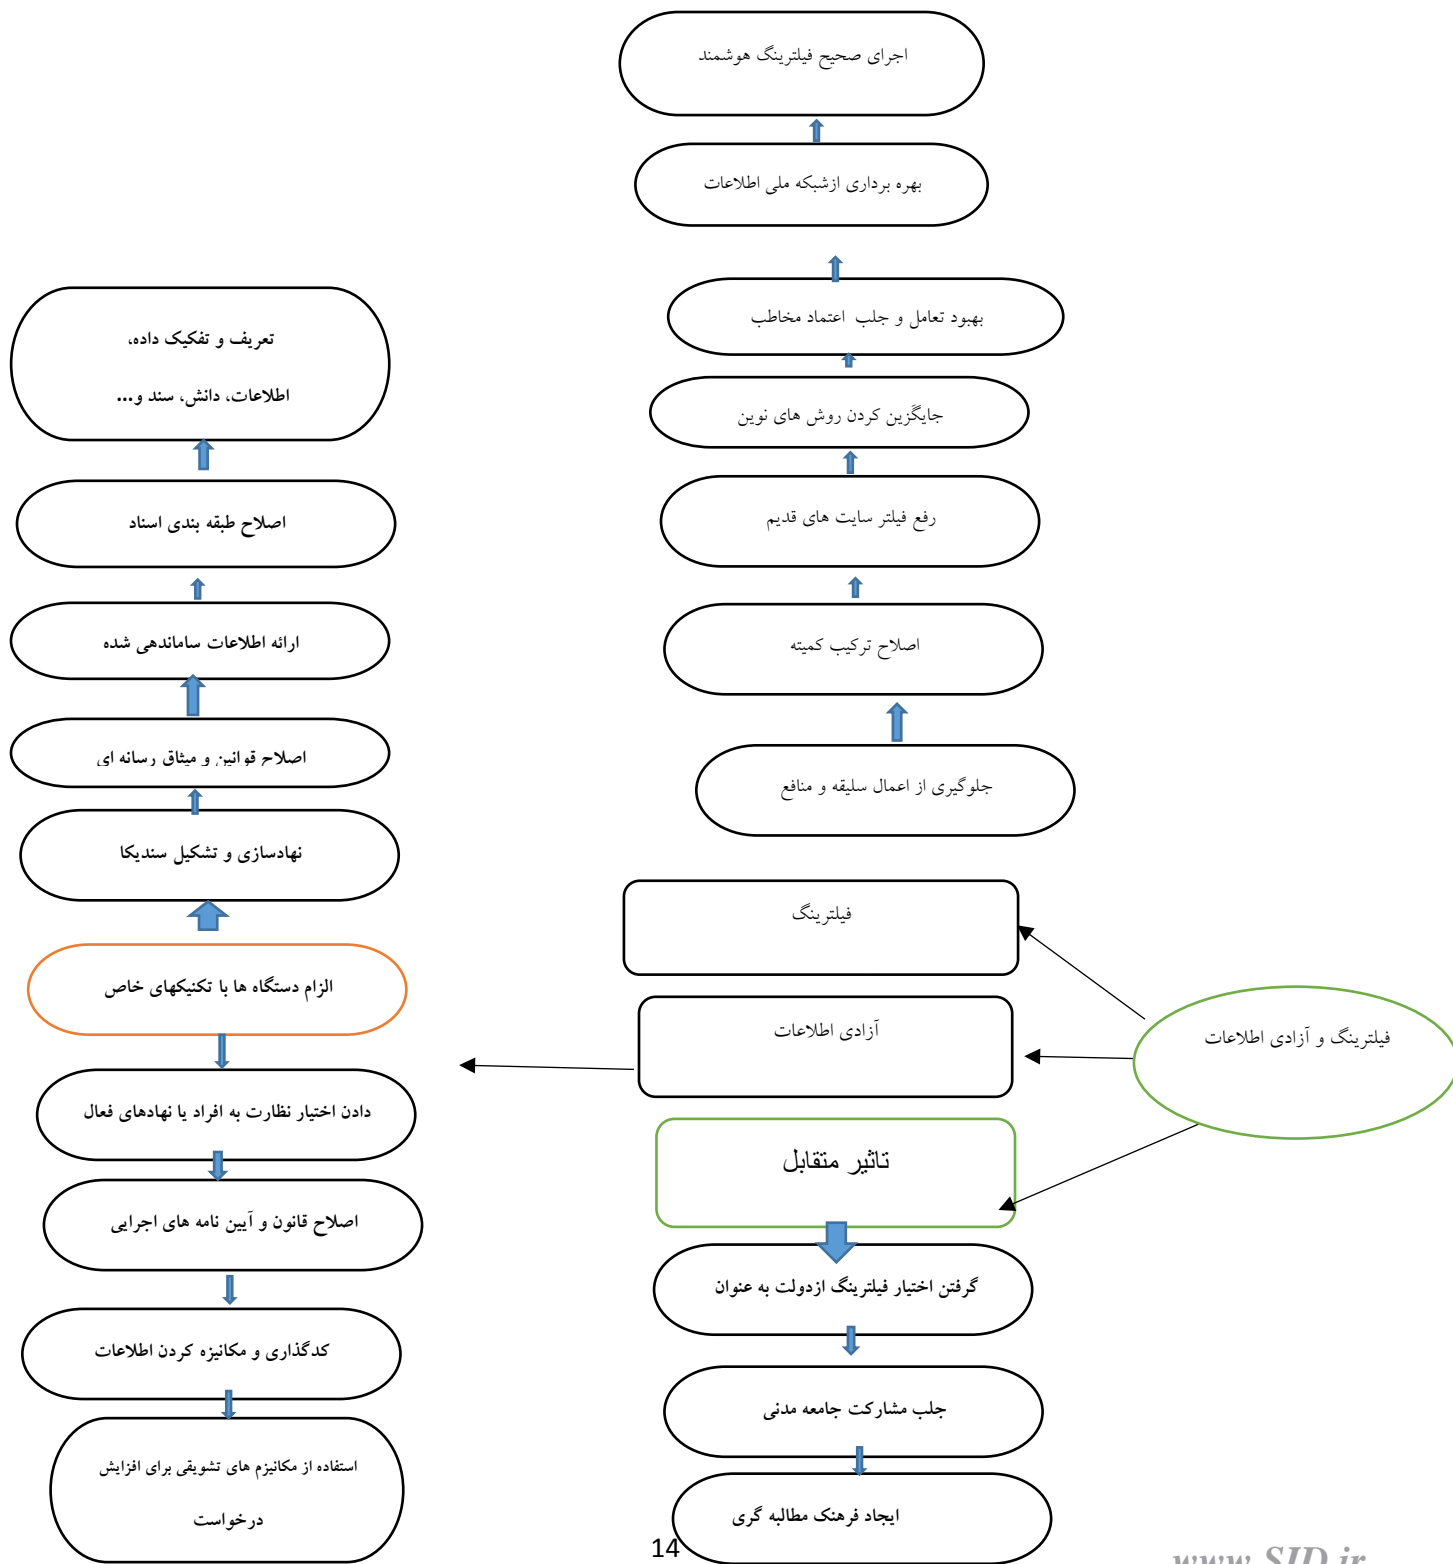 اجرای صحیح فیلترینگ هوشمند
بهره برداری ازشبکه ملی اطلاعات
بهبود تعامل و جلب اعتماد مخاطب
جایگزین کردن روش های نوین
رفع فیلتر سایت های قدیم
اصلاح ترکیب کمیته
جلوگیری از اعمال سلیقه و منافع
فیلترینگ
آزادی اطلاعات
تاثیر متقابل
فیلترینگ و آزادی اطلاعات
گرفتن اختیار فیلترینگ ازدولت به عنوان
جلب مشارکت جامعه مدنی
ایجاد فرهنک مطالبه گری
تعریف و تفکیک داده،
اطلاعات، دانش، سند و...
اصلاح طبقه بندی اسناد
ارائه اطلاعات ساماندهی شده
اصلاح قوانین و میثاق رسانه ای
نهادسازی و تشکیل سندیکا
الزام دستگاه ها با تکنیکهای خاص
دادن اختیار نظارت به افراد یا نهادهای فعال
اصلاح قانون و آیین نامه های اجرایی
کدگذاری و مکانیزه کردن اطلاعات
استفاده از مکانیزم های تشویقی برای افزایش
درخواست
14
www.SID.ir